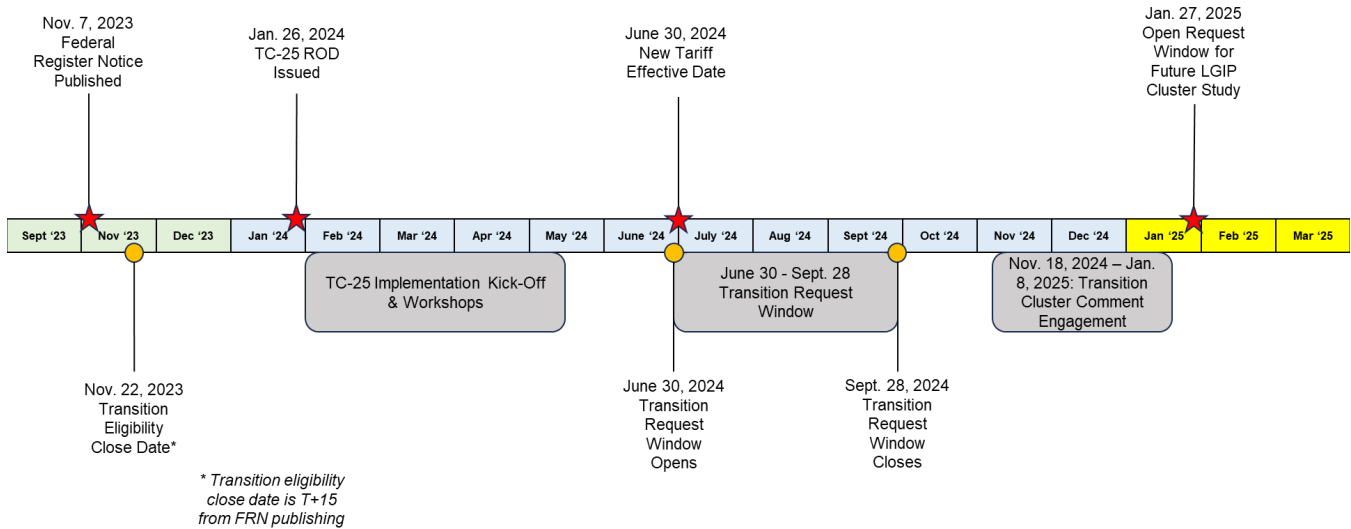 Nov. 7, 2023
Federal
Register Notice
Published
Jan. 26, 2024
TC-25 ROD
Issued
June 30, 2024
New Tariff
Effective Date
Jan. 27, 2025
Open Request
Window for
Future LGIP
Cluster Study
Sept ‘23
Nov ‘23
Dec ‘23
Jan ‘24
Feb ‘24
Mar ‘24
Apr ‘24
May ‘24
June ‘24
July ‘24
Aug ‘24
Sept ‘24
Oct ‘24
Nov ‘24
Dec ‘24
Jan ‘25
Feb ‘25
Mar ‘25
TC-25 Implementation Kick-Off
& Workshops
June 30 - Sept. 28
Transition Request
Window
Nov. 18, 2024 – Jan.
8, 2025: Transition
Cluster Comment
Engagement
Nov. 22, 2023
Transition
Eligibility
Close Date*
June 30, 2024
Transition
Request
Window
Opens
Sept. 28, 2024
Transition
Request
Window
Closes
* Transition eligibility
close date is T+15
from FRN publishing